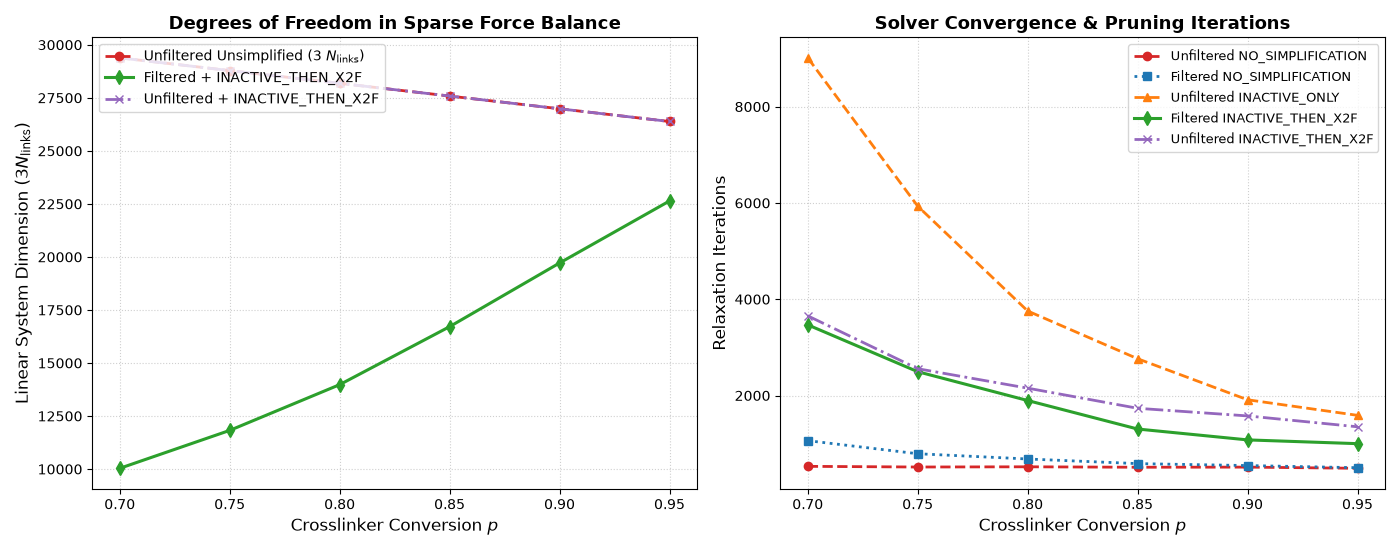 Degrees of Freedom in Sparse Force Balance
30000
27500
25000
22500
20000
17500
15000
12500
10000
Linear System Dimension (3N_links)
Unfiltered Unsimplified (3 N_links)
Filtered + INACTIVE_THEN_X2F
Unfiltered + INACTIVE_THEN_X2F
0.70 0.75 0.80 0.85 0.90 0.95
Crosslinker Conversion p
Solver Convergence & Pruning Iterations
8000
6000
4000
2000
Relaxation Iterations
Unfiltered NO_SIMPLIFICATION
Filtered NO_SIMPLIFICATION
Unfiltered INACTIVE_ONLY
Filtered INACTIVE_THEN_X2F
Unfiltered INACTIVE_THEN_X2F
0.70 0.75 0.80 0.85 0.90 0.95
Crosslinker Conversion p